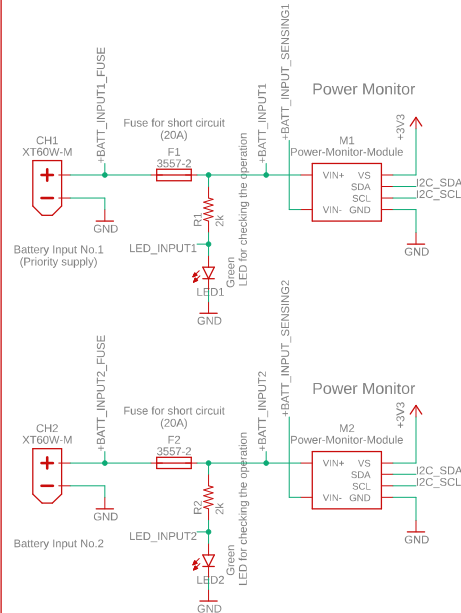 +BATT_INPUT1_FUSE
+BATT_INPUT_SENSING1
Power Monitor
Fuse for short circuit
(20A)
+BATT_INPUT1
+3V3
CH1
XT60W-M
F1
3557-2
M1
Power-Monitor-Module
VIN+
VS
SDA
I2C_SDA
SCL
I2C_SCL
VIN-
GND
R1
2k
GND
Battery Input No.1
(Priority supply)
LED_INPUT1
Green
LED for checking the operation
GND
LED1
GND
+BATT_INPUT2_FUSE
+BATT_INPUT_SENSING2
Power Monitor
Fuse for short circuit
(20A)
+BATT_INPUT2
+3V3
CH2
XT60W-M
F2
3557-2
M2
Power-Monitor-Module
VIN+
VS
SDA
I2C_SDA
SCL
I2C_SCL
VIN-
GND
R2
2k
GND
Battery Input No.2
LED_INPUT2
Green
LED for checking the operation
GND
LED2
GND